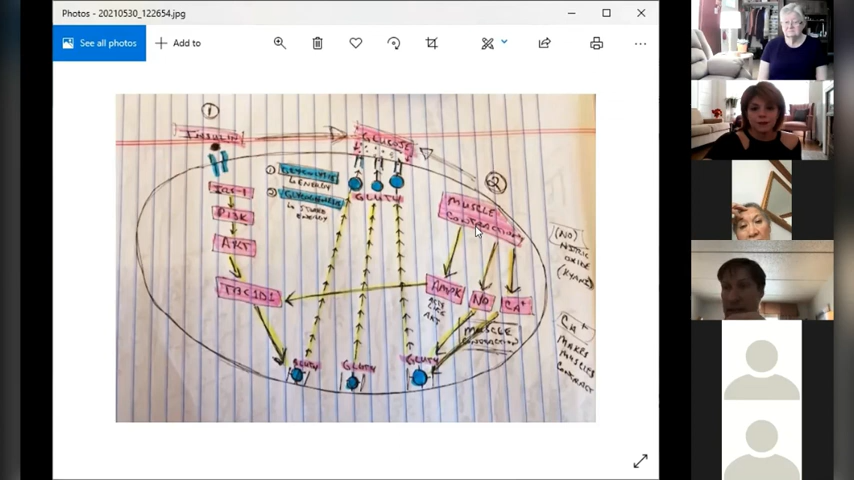 Photos - 20210530_122654.jpg
See all photos
Add to
1
INSULIN
GLUCOSE
1 GLYCOLYSIS
ENERGY
2 GLYCOGENESIS
TO STORE
ENERGY
2
GLUT4
MUSCLE
CONTRACTION
IRS-1
PI3K
AKT
TBC1D1
AMPK
NO
CA+
MUSCLE
CONTRACTION
GLUT4
GLUT4
GLUT4
(NO)
NITRIC
OXIDE
CA+
MAKES
MUSCLES
CONTRACT